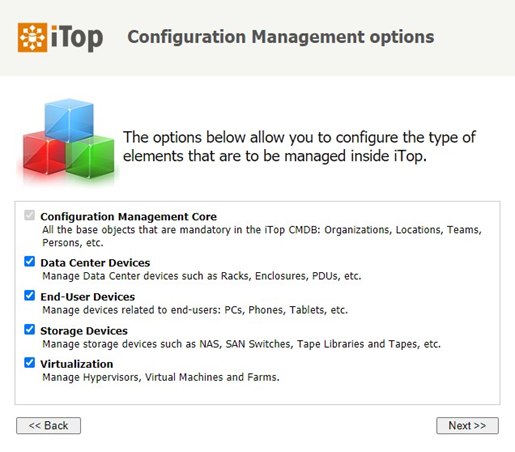 iTop
Configuration Management options
The options below allow you to configure the type of
elements that are to be managed inside iTop.
Configuration Management Core
All the base objects that are mandatory in the iTop CMDB: Organizations, Locations, Teams,
Persons, etc.
Data Center Devices
Manage Data Center devices such as Racks, Enclosures, PDUs, etc.
End-User Devices
Manage devices related to end-users: PCs, Phones, Tablets, etc.
Storage Devices
Manage storage devices such as NAS, SAN Switches, Tape Libraries and Tapes, etc.
Virtualization
Manage Hypervisors, Virtual Machines and Farms.
<< Back
Next >>